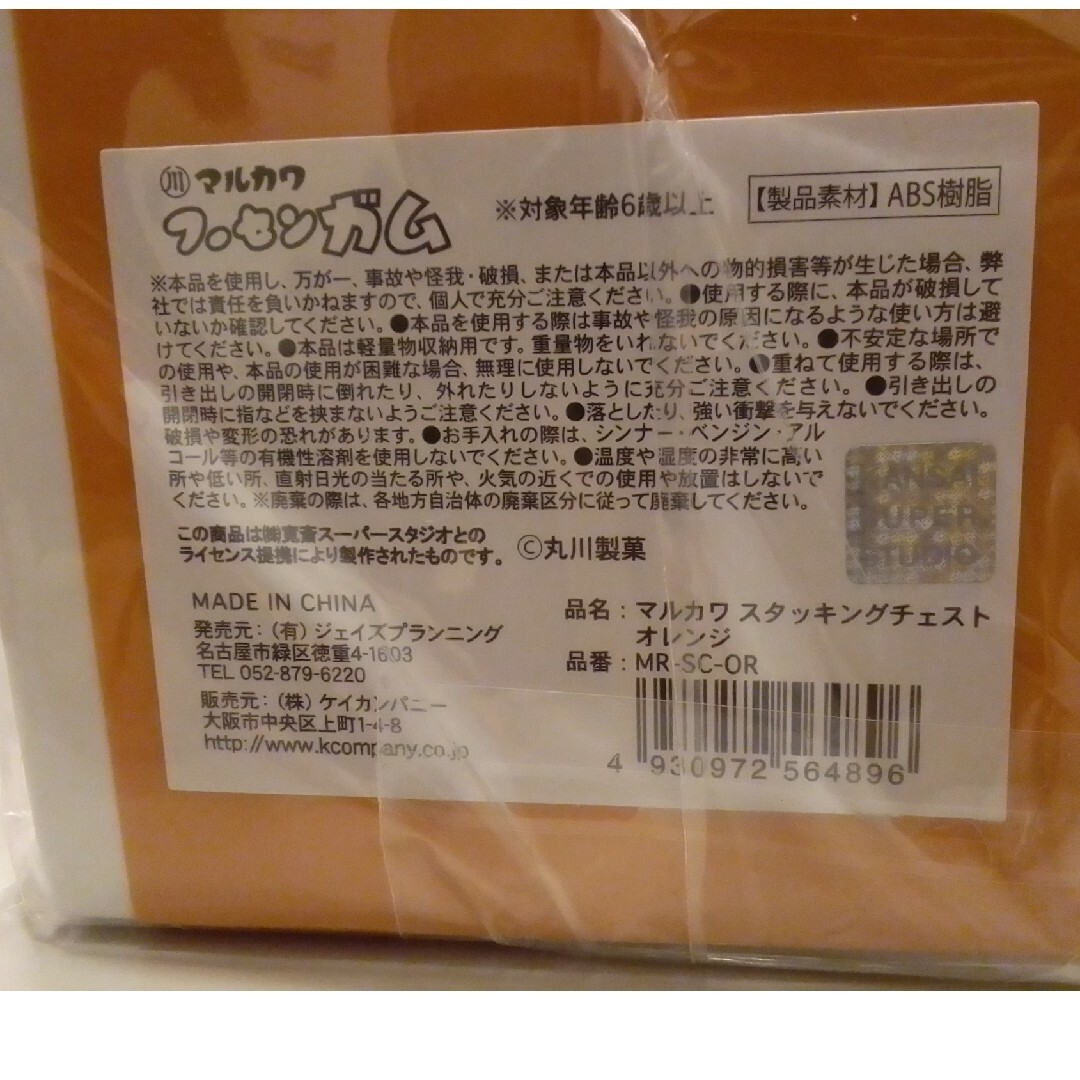 川 マルカワ
フーセンガム
※対象年齢6歳以上
【製品素材】ABS樹脂
※本品を使用し、万が一、事故や怪我・破損、または本品以外への物的損害等が生じた場合、弊
社では責任を負いかねますので、個人で充分ご注意ください。●使用する際に、本品が破損して
いないか確認してください。●本品を使用する際は事故や怪我の原因になるような使い方は避
けてください。●本品は軽量物収納用です。重量物をいれないでください。●不安定な場所で
の使用や、本品の使用が困難な場合、無理に使用しないでください。●重ねて使用する際は、
引き出しの開閉時に倒れたり、外れたりしないように充分ご注意ください。●引き出しの
開閉時に指などを挟まないようご注意ください。●落としたり、強い衝撃を与えないでください。
破損や変形の恐れがあります。●お手入れの際は、シンナー・ベンジン・アル
コール等の有機性溶剤を使用しないでください。●温度や湿度の非常に高い
所や低い所、直射日光の当たる所や、火気の近くでの使用や放置はしないで
ください。※廃棄の際は、各地方自治体の廃棄区分に従って廃棄してください。
KANSAI
SUPER
STUDIO
この商品は㈱寛斎スーパースタジオとの
ライセンス提携により製作されたものです。
©丸川製菓
MADE IN CHINA
発売元：(有) ジェイズプランニング
名古屋市緑区徳重4-1603
TEL 052-879-6220
販売元：(株) ケイカンパニー
大阪市中央区上町1-4-8
http://www.kcompany.co.jp
品名：マルカワ スタッキングチェスト
オレンジ
品番：MR-SC-OR
4 930972 564896